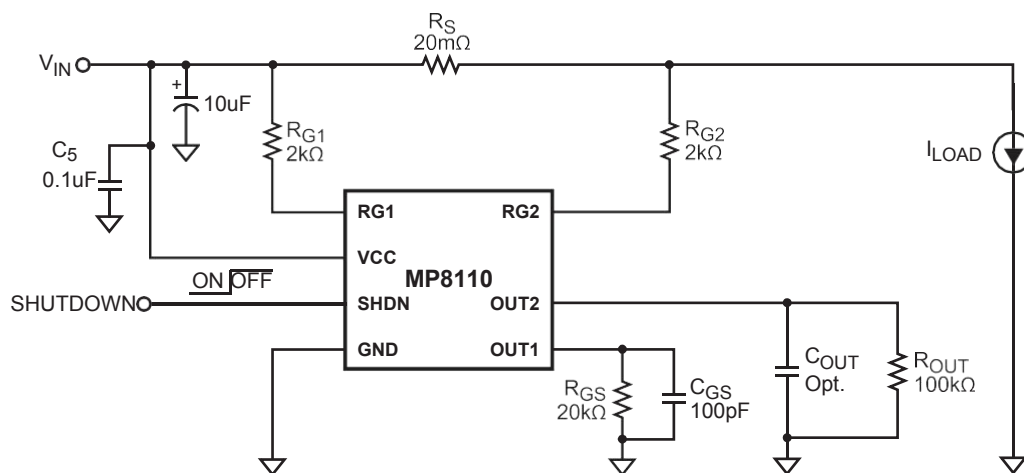 RS
20mΩ
VIN
+
10uF
RG1
2kΩ
RG2
2kΩ
ILOAD
C5
0.1uF
RG1
RG2
VCC
MP8110
ON OFF
SHUTDOWN
SHDN
OUT2
GND
OUT1
COUT
Opt.
ROUT
100kΩ
RGS
20kΩ
CGS
100pF